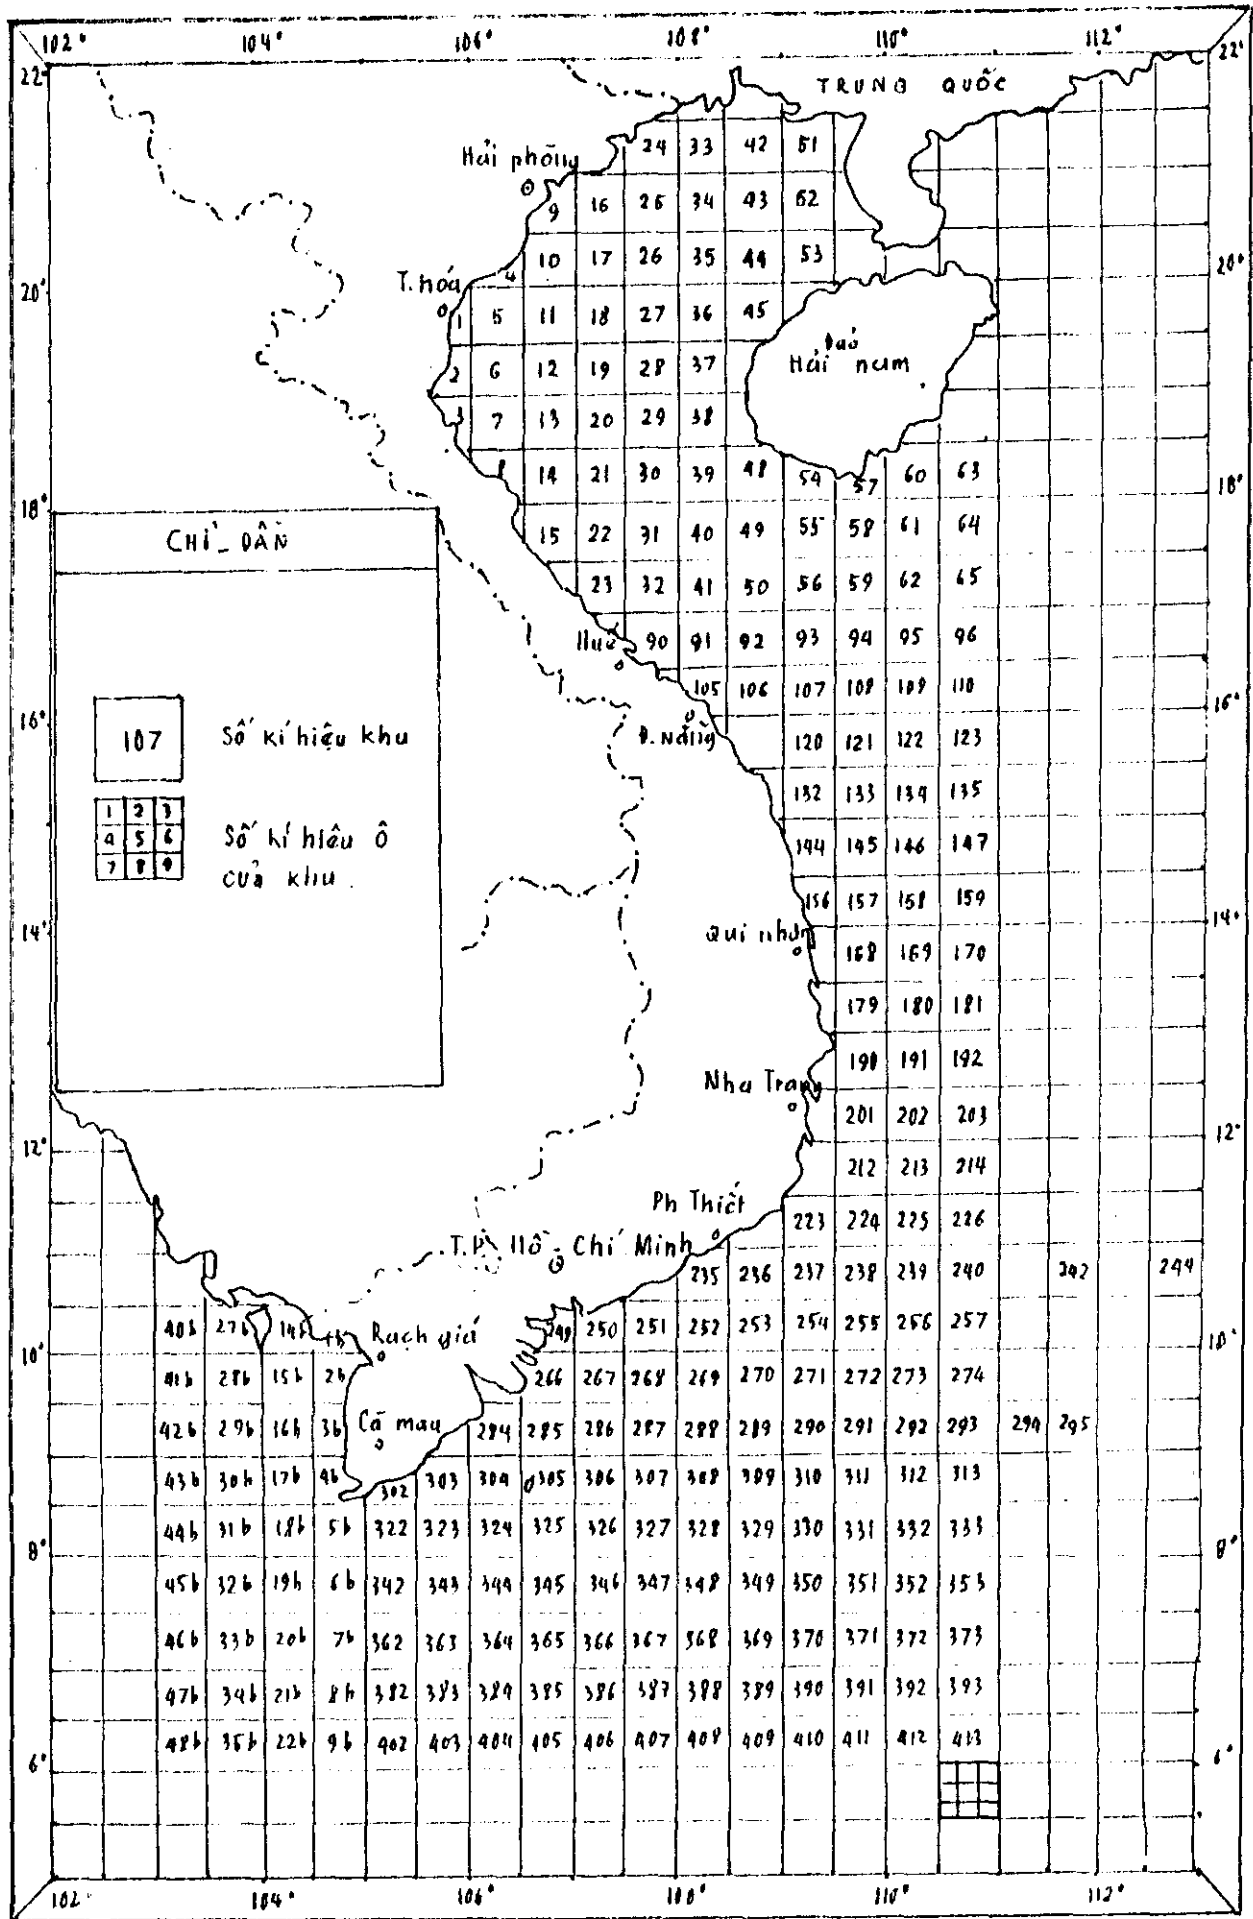 102° 104° 106° 108° 110° 112°
22° 22°
TRUNG QUỐC
24 33 42 51
Hải phòng
9 16 25 34 43 52
4 10 17 26 35 44 53
20° 20°
T. hóa
1 5 11 18 27 36 45
Đảo
Hải nam
2 6 12 19 28 37
3 7 13 20 29 38
8 14 21 30 39 48 54 57 60 63
18° 18°
CHỈ_DẪN
15 22 31 40 49 55 58 61 64
23 32 41 50 56 59 62 65
Huế
90 91 92 93 94 95 96
105 106 107 108 109 110
16° 16°
107 Số kí hiệu khu
Đ. nẵng
120 121 122 123
132 133 134 135
1 2 3
4 5 6
7 8 9
Số kí hiệu ô
của khu
144 145 146 147
156 157 158 159
14° 14°
Qui nhơn
168 169 170
179 180 181
Nha Trang
190 191 192
201 202 203
12° 12°
212 213 214
Ph Thiết
223 224 225 226
T.P. Hồ Chí Minh
235 236 237 238 239 240 242 244
40b 27b 14b 1b
Rạch giá
249 250 251 252 253 254 255 256 257
10° 10°
41b 28b 15b 2b 266 267 268 269 270 271 272 273 274
42b 29b 16b 3b
Cà mau
284 285 286 287 288 289 290 291 292 293 294 295
43b 30b 17b 4b 302 303 304 305 306 307 308 309 310 311 312 313
44b 31b 18b 5b 322 323 324 325 326 327 328 329 330 331 332 333
8° 8°
45b 32b 19b 6b 342 343 344 345 346 347 348 349 350 351 352 353
46b 33b 20b 7b 362 363 364 365 366 367 368 369 370 371 372 373
47b 34b 21b 8b 382 383 384 385 386 387 388 389 390 391 392 393
48b 35b 22b 9b 402 403 404 405 406 407 408 409 410 411 412 413
6° 6°
102° 104° 106° 108° 110° 112°